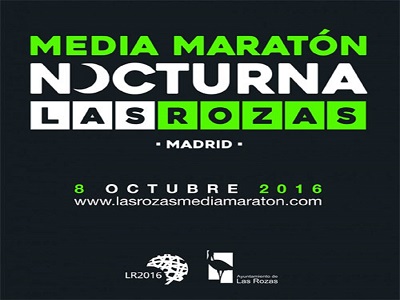 MEDIA MARATÓN
NOCTURNA
LAS ROZAS
· MADRID ·
8 OCTUBRE 2016
www.lasrozasmediamaraton.com
LR2016
Ayuntamiento de
Las Rozas